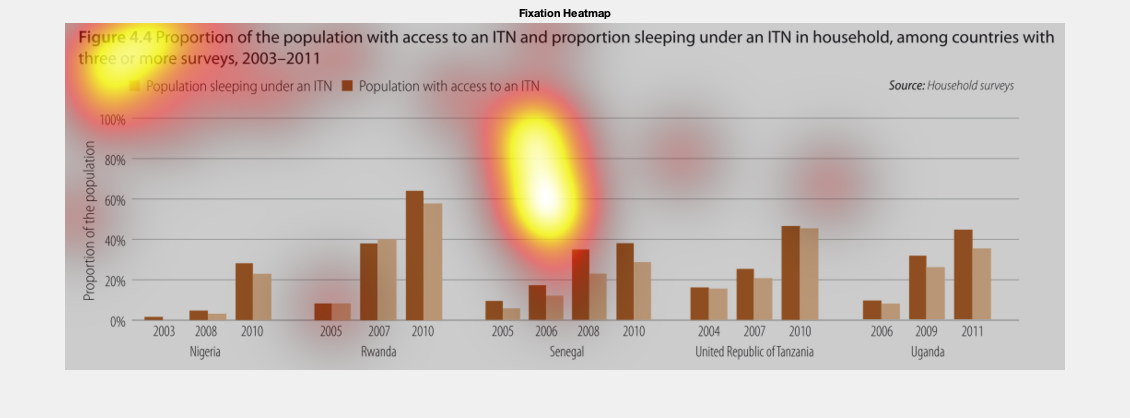 Fixation Heatmap
Figure 4.4 Proportion of the population with access to an ITN and proportion sleeping under an ITN in household, among countries with
three or more surveys, 2003–2011
Population sleeping under an ITN Population with access to an ITN
Source: Household surveys
Proportion of the population
100%
80%
60%
40%
20%
0%
2003 2008 2010 2005 2007 2010 2005 2006 2008 2010 2004 2007 2010 2006 2009 2011
Nigeria Rwanda Senegal United Republic of Tanzania Uganda